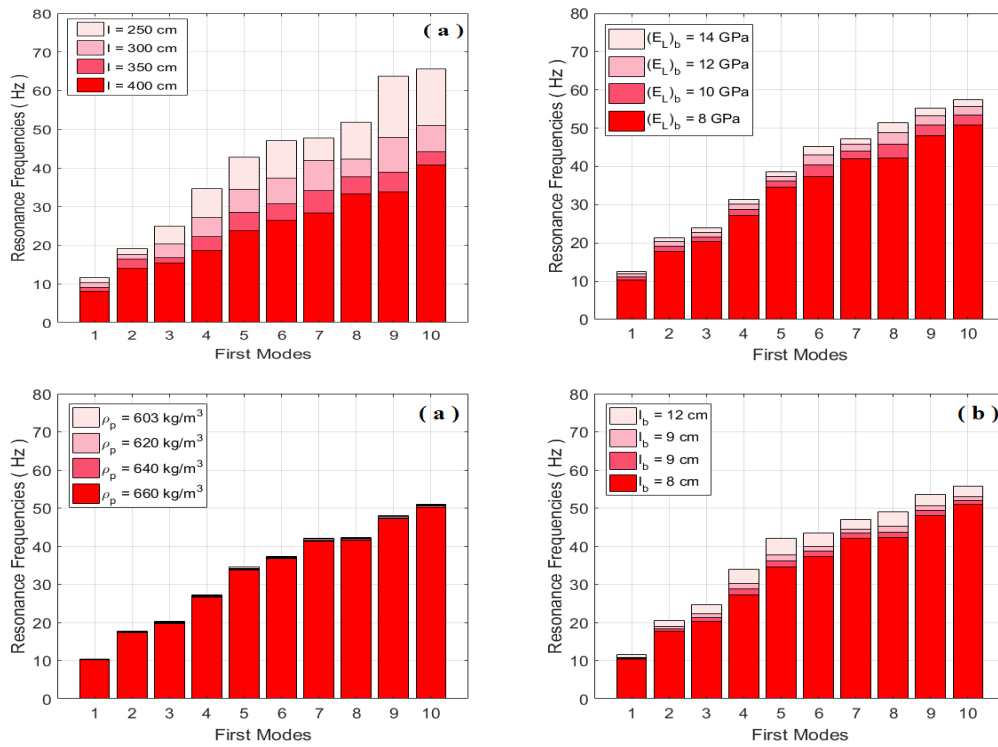 80
70
60
50
40
30
20
10
0
Resonance Frequencies ( Hz )
l = 250 cm
l = 300 cm
l = 350 cm
l = 400 cm
( a )
1 2 3 4 5 6 7 8 9 10
First Modes
80
70
60
50
40
30
20
10
0
Resonance Frequencies ( Hz )
(E_L)_b = 14 GPa
(E_L)_b = 12 GPa
(E_L)_b = 10 GPa
(E_L)_b = 8 GPa
1 2 3 4 5 6 7 8 9 10
First Modes
80
70
60
50
40
30
20
10
0
Resonance Frequencies ( Hz )
ρ_p = 603 kg/m³
ρ_p = 620 kg/m³
ρ_p = 640 kg/m³
ρ_p = 660 kg/m³
( a )
1 2 3 4 5 6 7 8 9 10
First Modes
80
70
60
50
40
30
20
10
0
Resonance Frequencies ( Hz )
l_b = 12 cm
l_b = 9 cm
l_b = 9 cm
l_b = 8 cm
( b )
1 2 3 4 5 6 7 8 9 10
First Modes